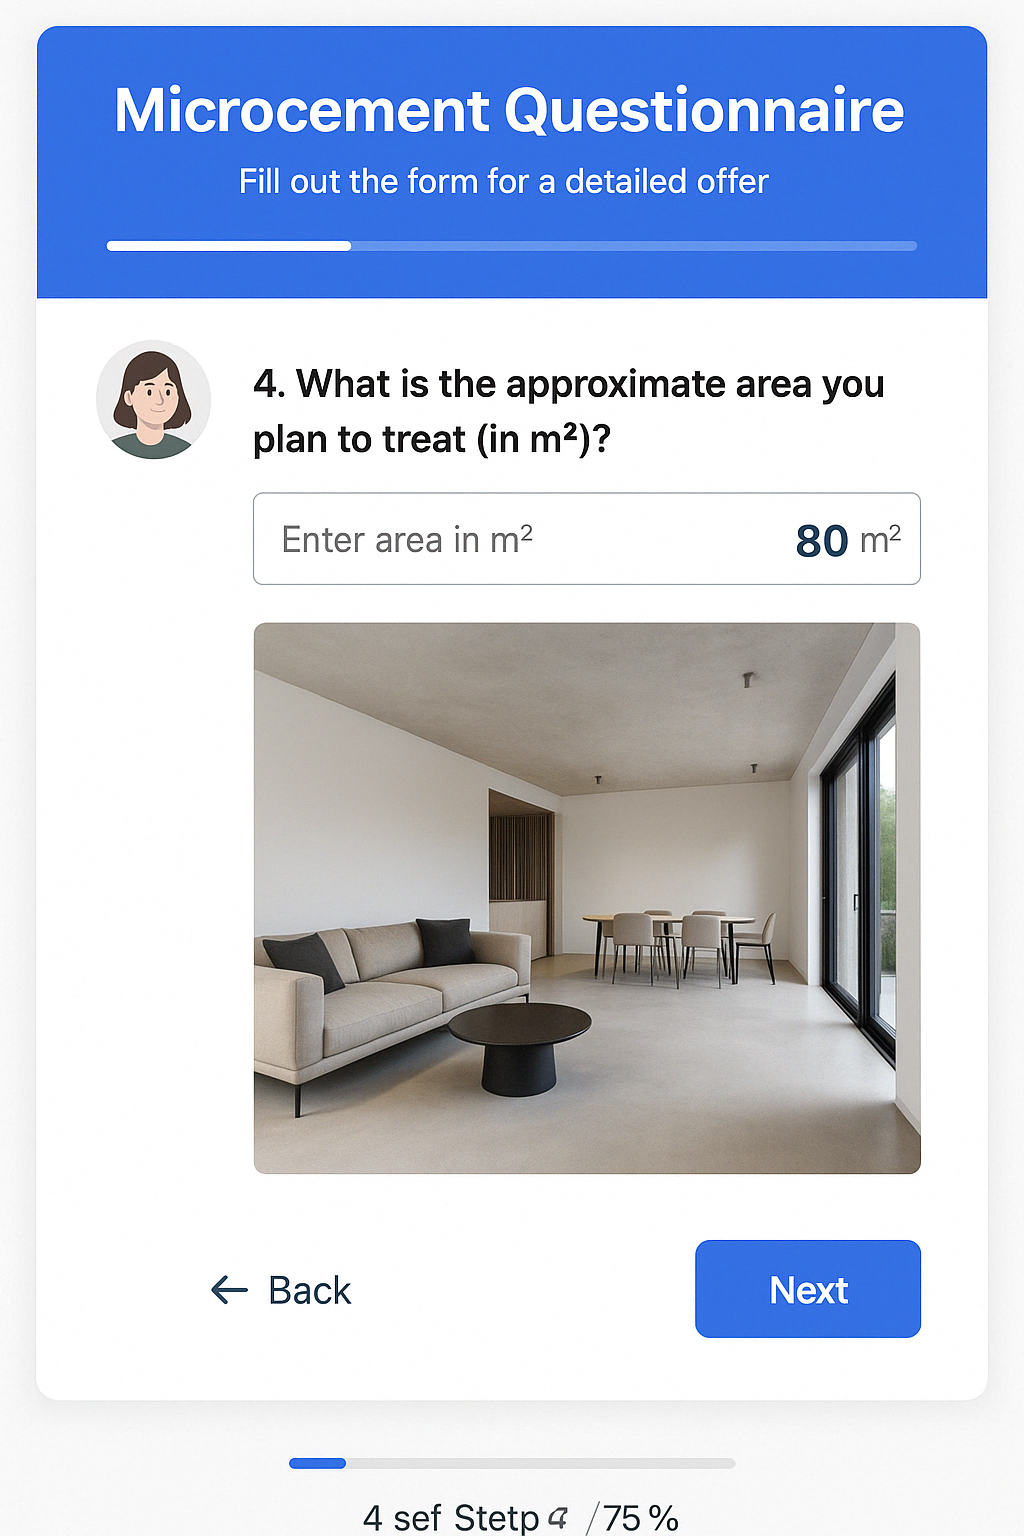 Microcement Questionnaire
Fill out the form for a detailed offer
4. What is the approximate area you
plan to treat (in m²)?
Enter area in m² 80 m²
← Back
Next
4 sef Stetp /75 %